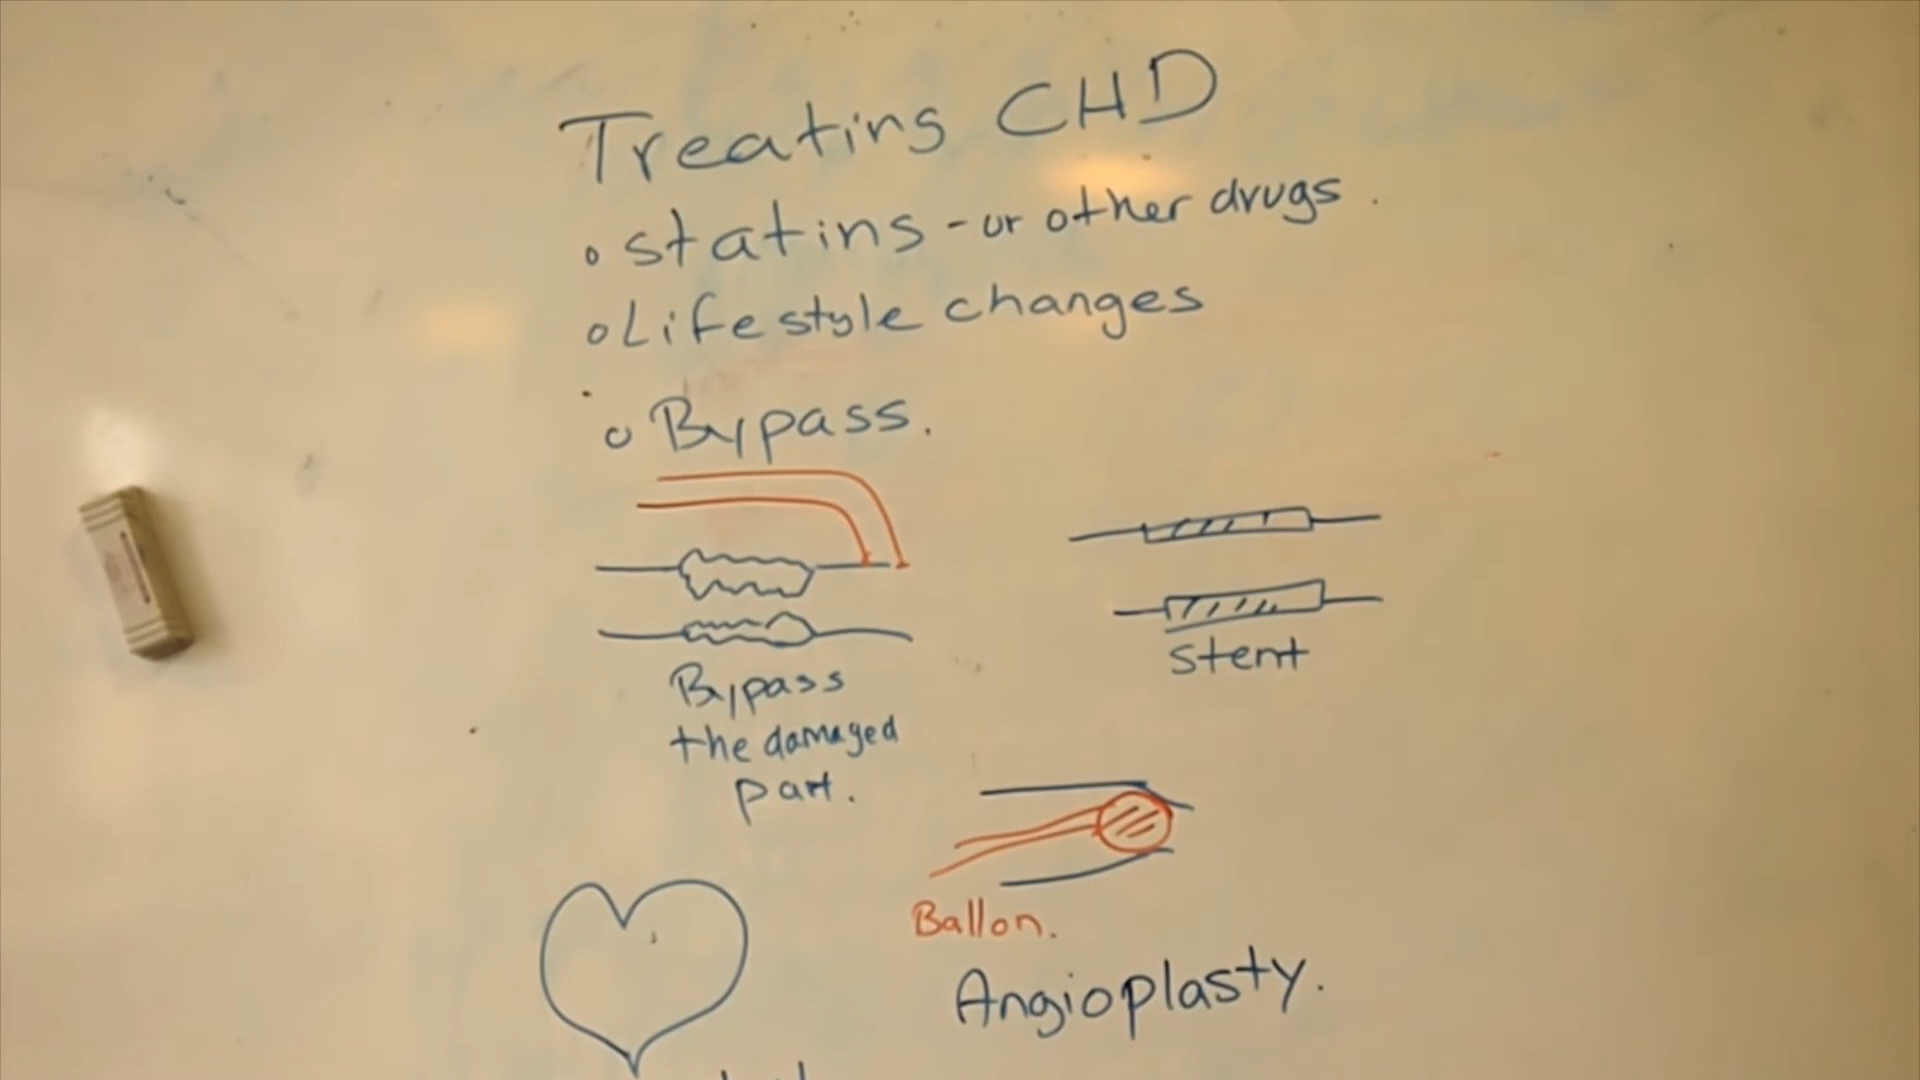 Treating CHD
• statins - or other drugs.
• Lifestyle changes
• Bypass.
Bypass
the damaged
part.
stent
Ballon.
Angioplasty.